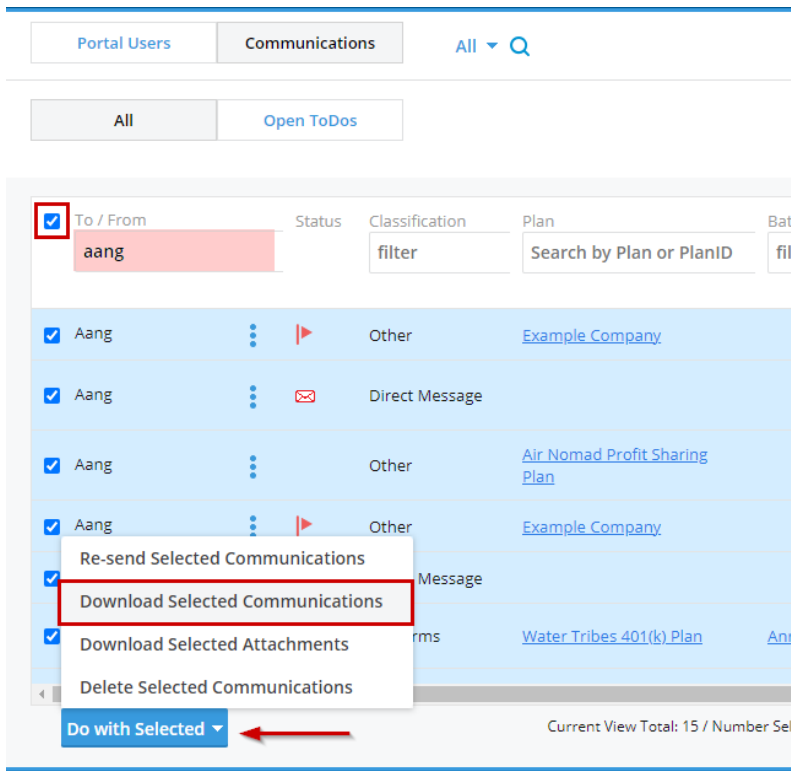 Portal Users Communications All
All Open ToDos
To / From Status Classification Plan
aang filter Search by Plan or PlanID
Aang Other Example Company
Aang Direct Message
Aang Other Air Nomad Profit Sharing
Plan
Aang Other Example Company
Re-send Selected Communications
Message
Download Selected Communications
Download Selected Attachments Water Tribes 401(k) Plan
Delete Selected Communications
Do with Selected Current View Total: 15 / Number